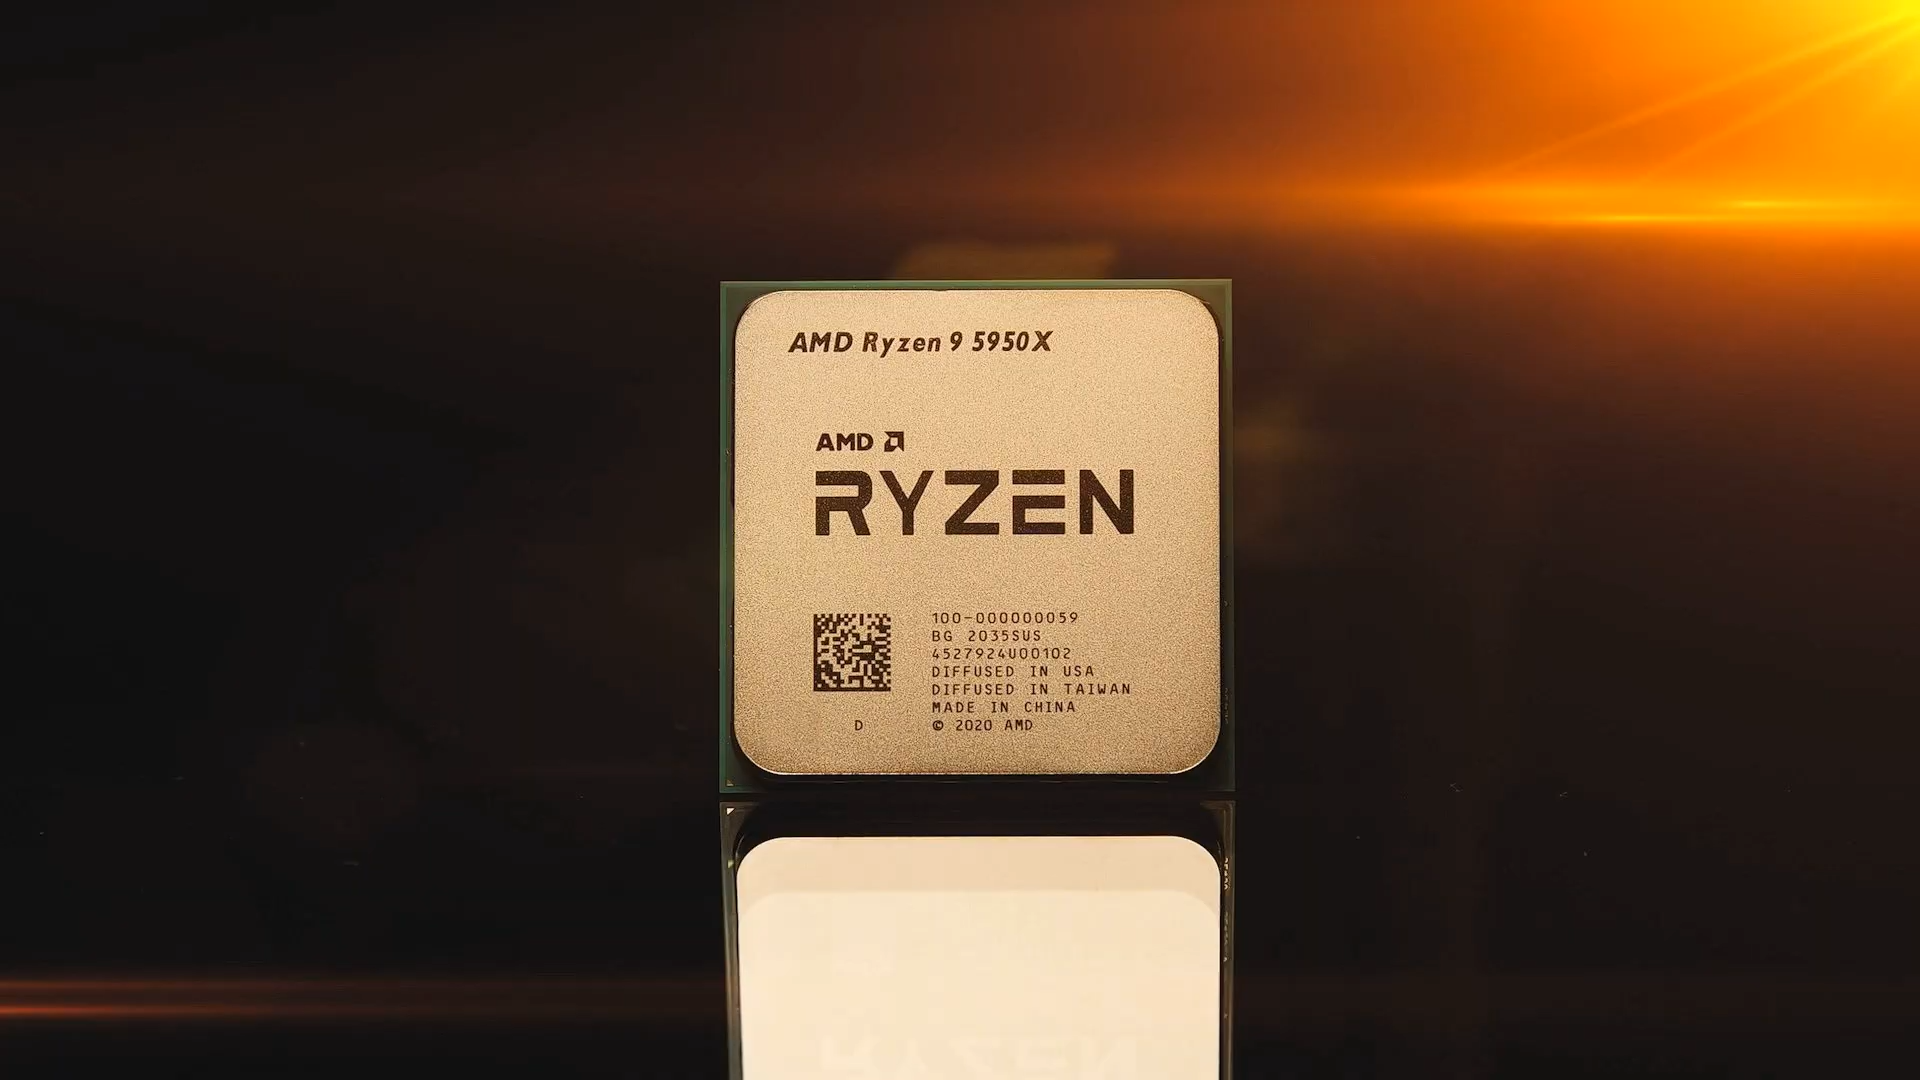 AMD Ryzen 9 5950X
AMD
RYZEN
100-000000059
BG 2035SUS
4527924U00102
DIFFUSED IN USA
DIFFUSED IN TAIWAN
MADE IN CHINA
© 2020 AMD
D